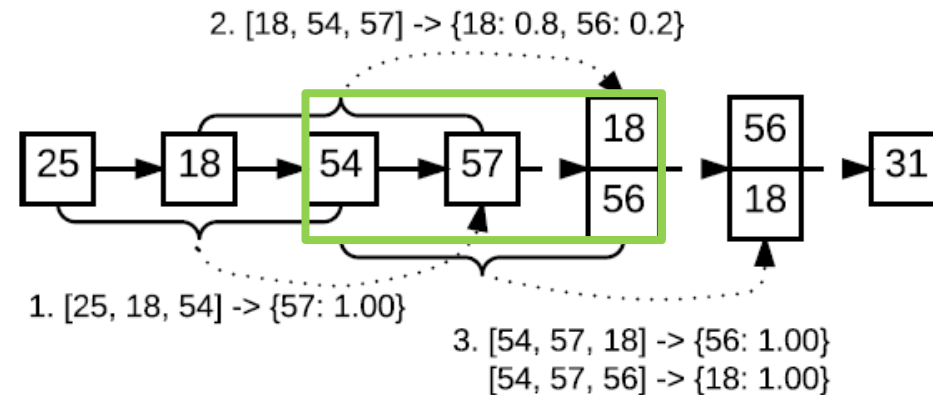 2. [18, 54, 57] -> {18: 0.8, 56: 0.2}
25 18 54 57 18 56 31
56 18
1. [25, 18, 54] -> {57: 1.00}
3. [54, 57, 18] -> {56: 1.00}
[54, 57, 56] -> {18: 1.00}